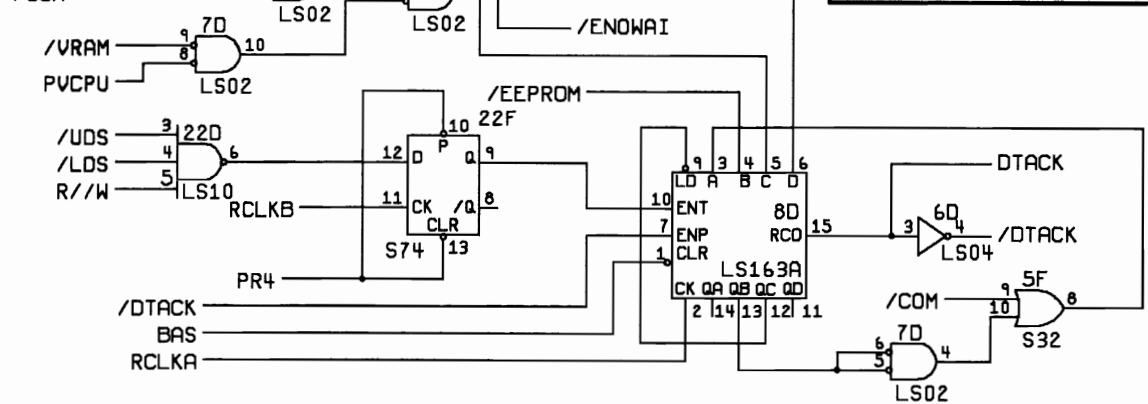 LS02
LS02
/ENOWAI
7D
9
/VRAM
8
10
PVCPU
LS02
/EEPROM
10
22F
3
22D
P
/UDS
4
6
12
D
Q
9
/LDS
5
R//W
LS10
RCLKB
11
CK
/Q
8
CLR
S74
13
PR4
9
3
4
5
6
LD
A
B
C
D
10
ENT
8D
7
ENP
RCO
15
1
CLR
LS163A
CK
QA
QB
QC
QD
2
14
13
12
11
DTACK
6D
3
4
/DTACK
LS04
/DTACK
BAS
RCLKA
5F
/COM
9
10
8
S32
7D
6
5
4
LS02